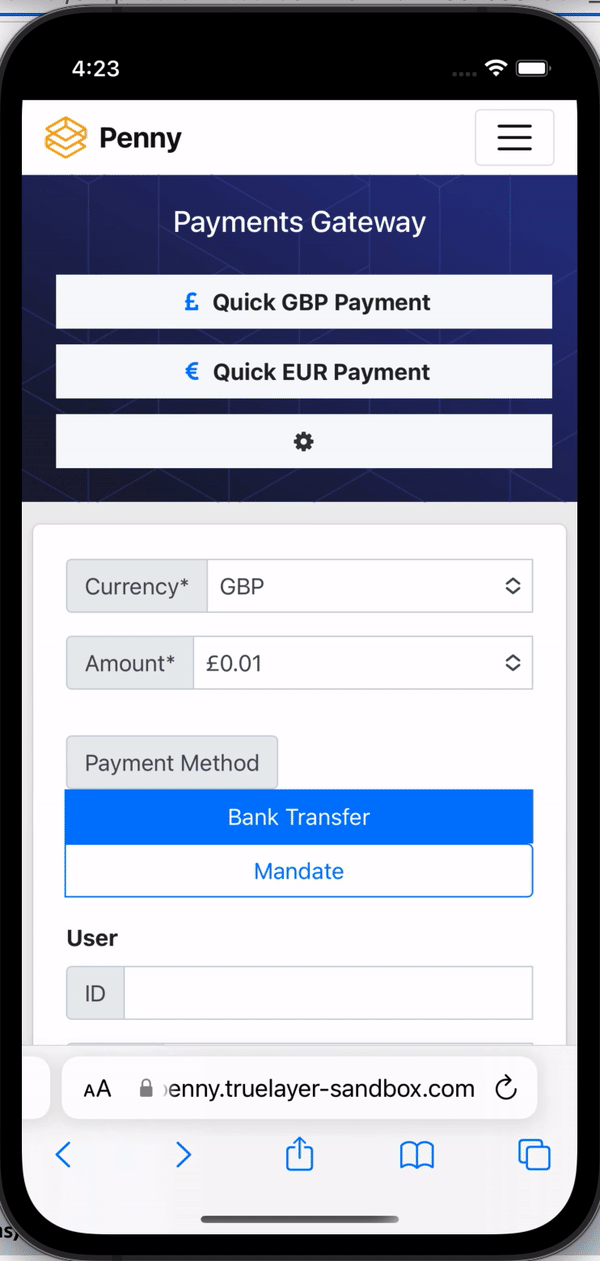 4:23
Penny
Payments Gateway
£ Quick GBP Payment
€ Quick EUR Payment
Currency* GBP
Amount* £0.01
Payment Method
Bank Transfer
Mandate
User
ID
AA enny.truelayer-sandbox.com